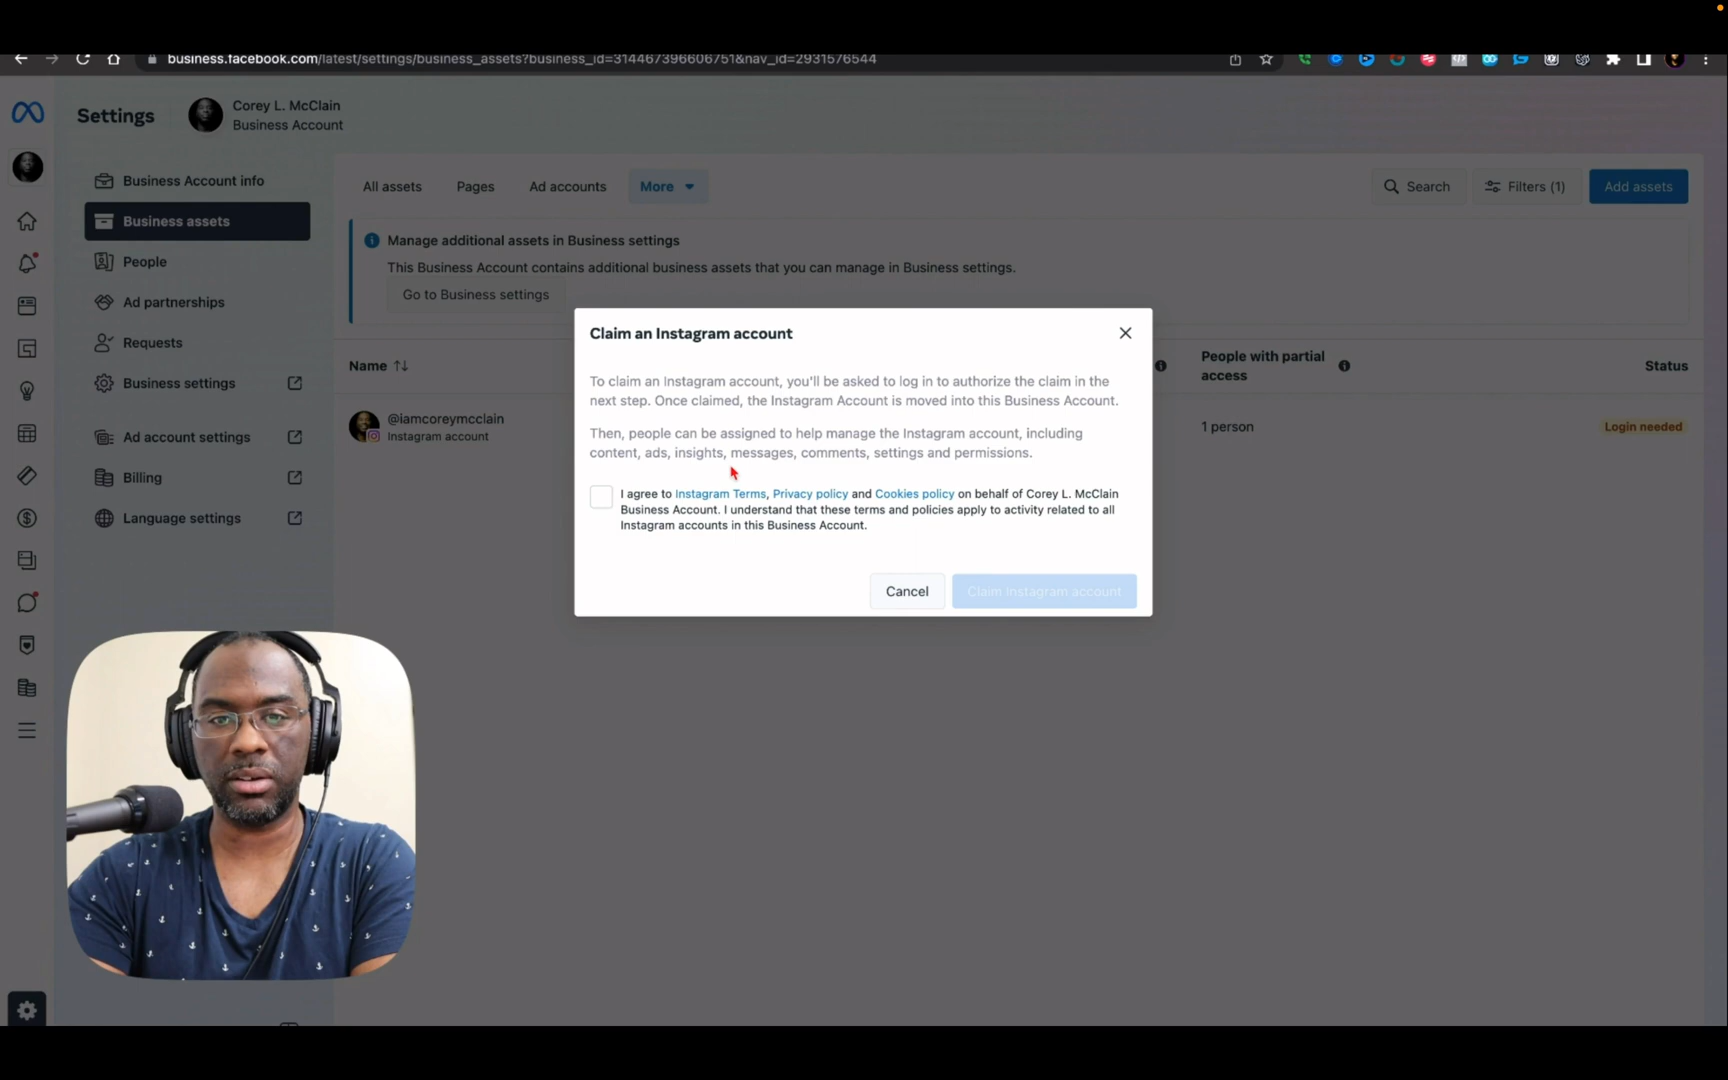 business.facebook.com/latest/settings/business_assets?business_id=314467396606751&nav_id=2931576544
Settings
Corey L. McClain
Business Account
Business Account info
Business assets
People
Ad partnerships
Requests
Business settings
Ad account settings
Billing
Language settings
All assets
Pages
Ad accounts
More
Search
Filters (1)
Add assets
Manage additional assets in Business settings
This Business Account contains additional business assets that you can manage in Business settings.
Go to Business settings
Name
People with partial
access
Status
@iamcoreymcclain
Instagram account
1 person
Login needed
Claim an Instagram account
To claim an Instagram account, you'll be asked to log in to authorize the claim in the
next step. Once claimed, the Instagram Account is moved into this Business Account.
Then, people can be assigned to help manage the Instagram account, including
content, ads, insights, messages, comments, settings and permissions.
I agree to Instagram Terms, Privacy policy and Cookies policy on behalf of Corey L. McClain
Business Account. I understand that these terms and policies apply to activity related to all
Instagram accounts in this Business Account.
Cancel
Claim Instagram account